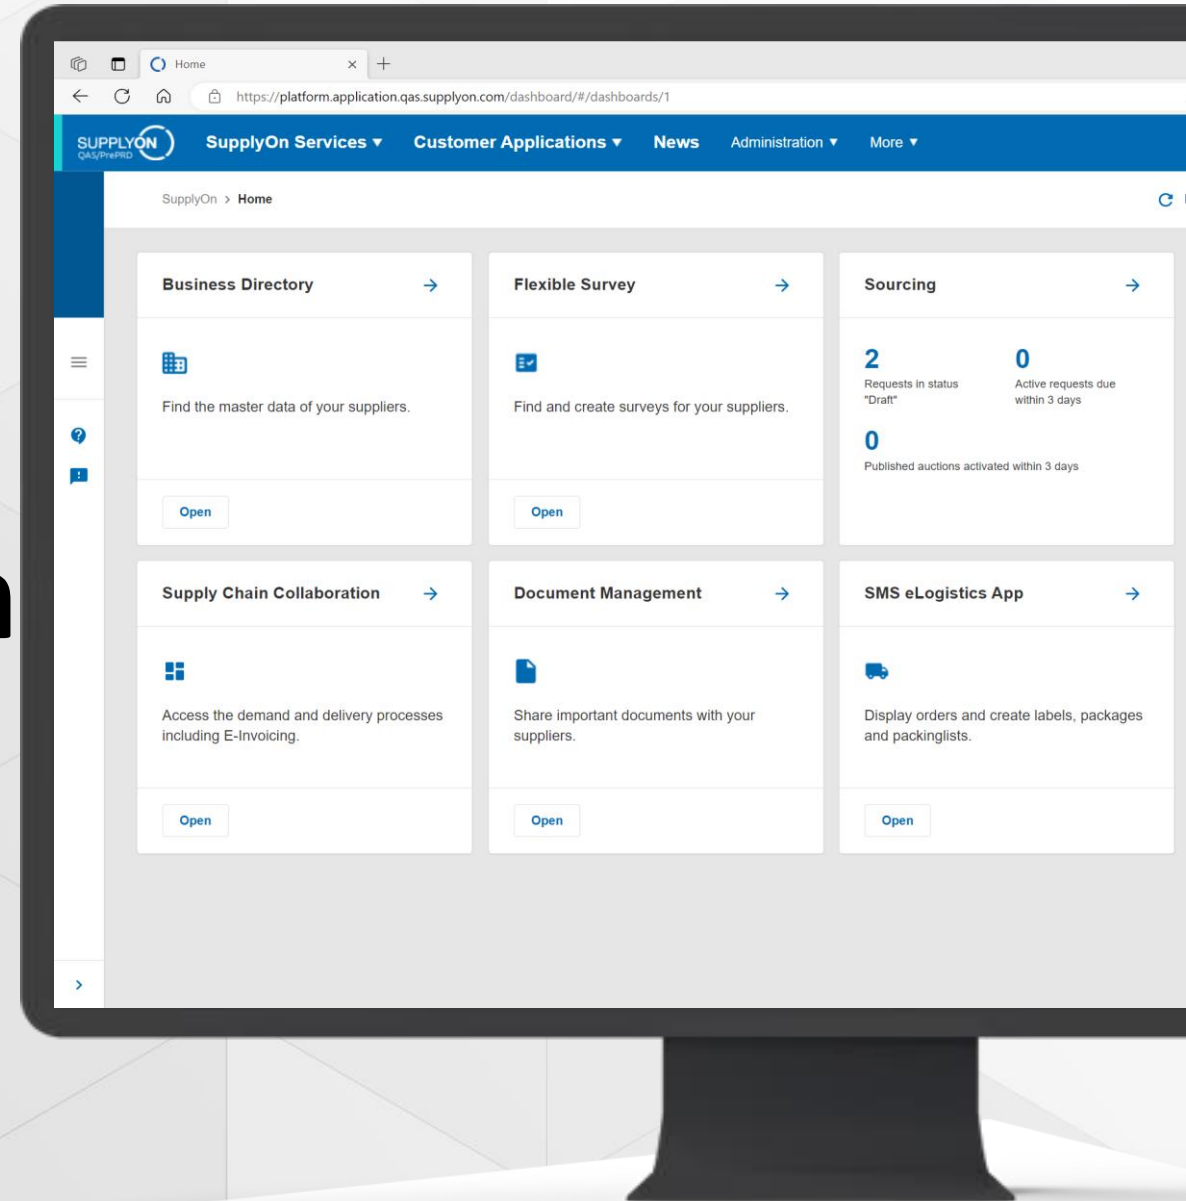 Home
https://platform.application.qas.supplyon.com/dashboard/#/dashboards/1
SUPPLYON
QAS/PrePRD
SupplyOn Services ▼
Customer Applications ▼
News
Administration ▼
More ▼
SupplyOn > Home
Business Directory
Find the master data of your suppliers.
Open
Flexible Survey
Find and create surveys for your suppliers.
Open
Sourcing
2
Requests in status
"Draft"
0
Active requests due
within 3 days
0
Published auctions activated within 3 days
Supply Chain Collaboration
Access the demand and delivery processes
including E-Invoicing.
Open
Document Management
Share important documents with your
suppliers.
Open
SMS eLogistics App
Display orders and create labels, packages
and packinglists.
Open